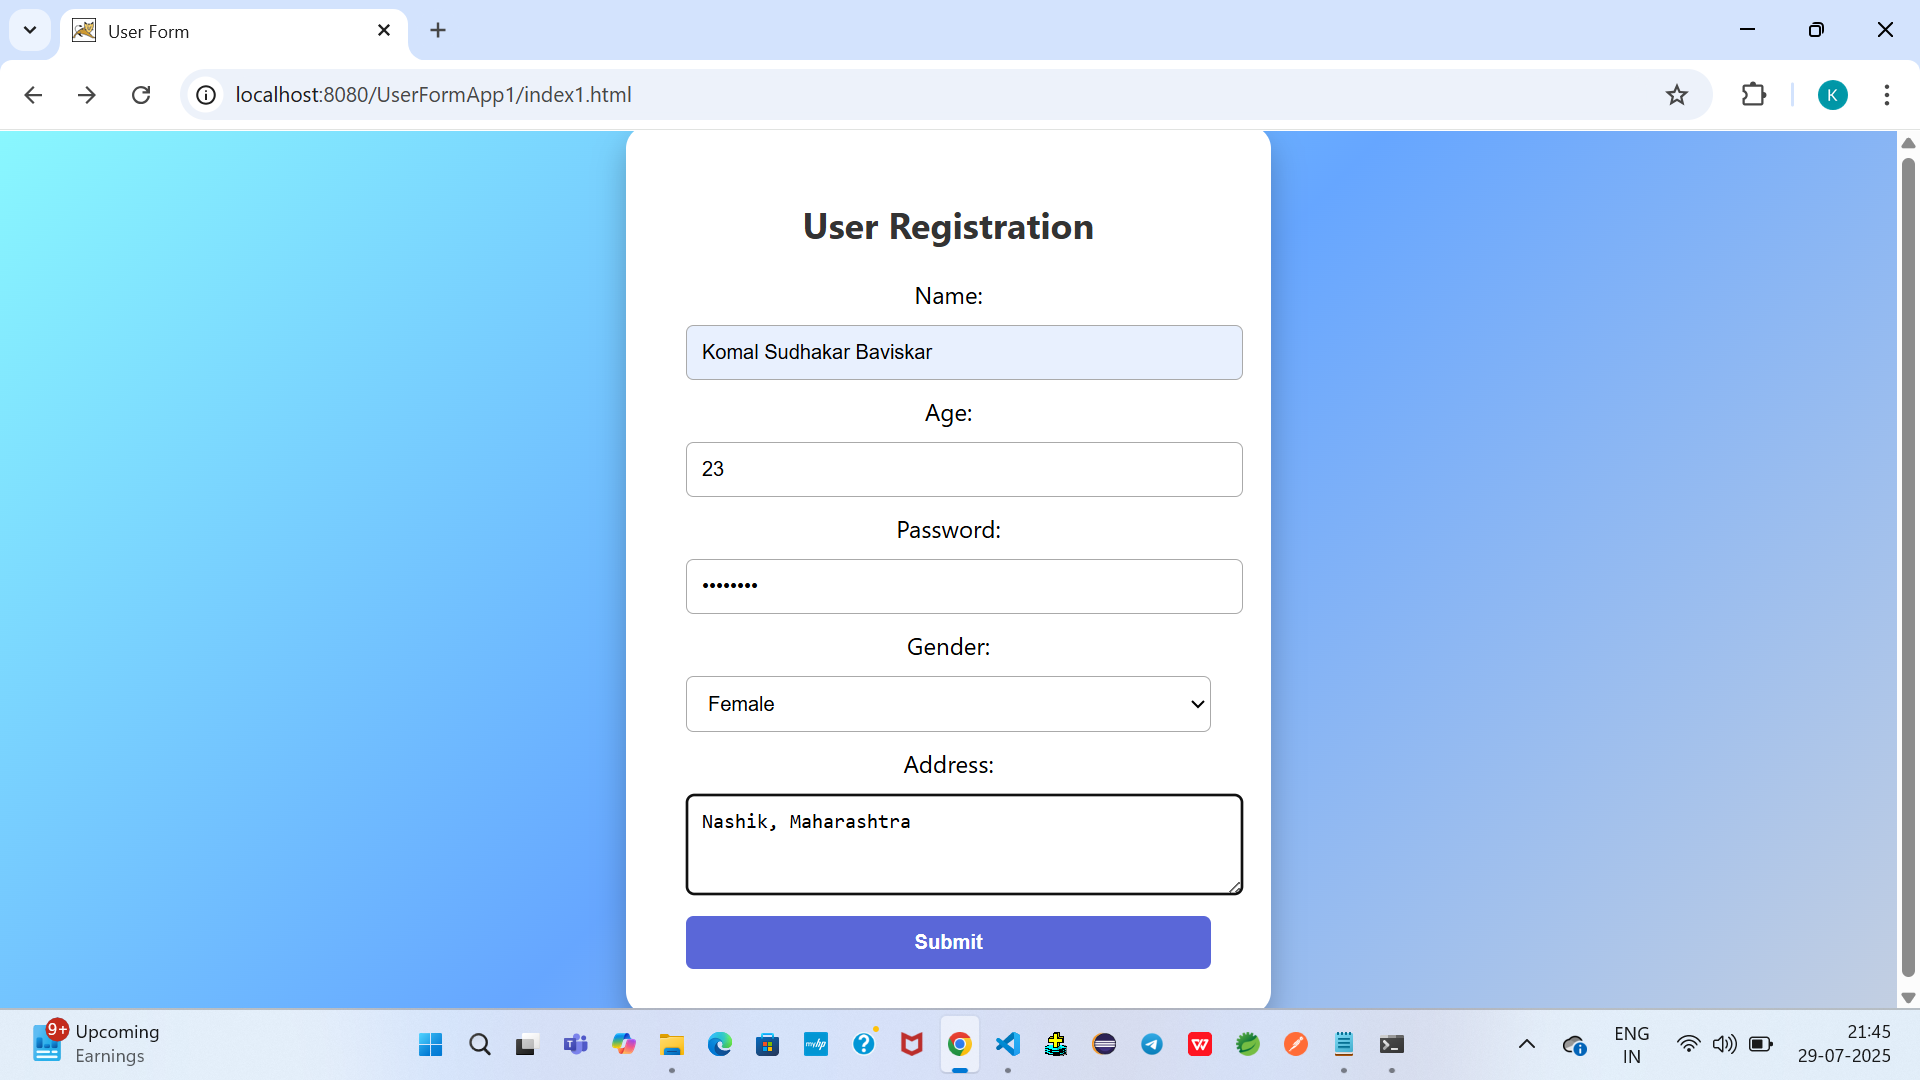 User Form
localhost:8080/UserFormApp1/index1.html
K
User Registration
Name:
Komal Sudhakar Baviskar
Age:
23
Password:
••••••••
Gender:
Female
Address:
Nashik, Maharashtra
Submit
9+
Upcoming
Earnings
myhp
ENG
IN
21:45
29-07-2025